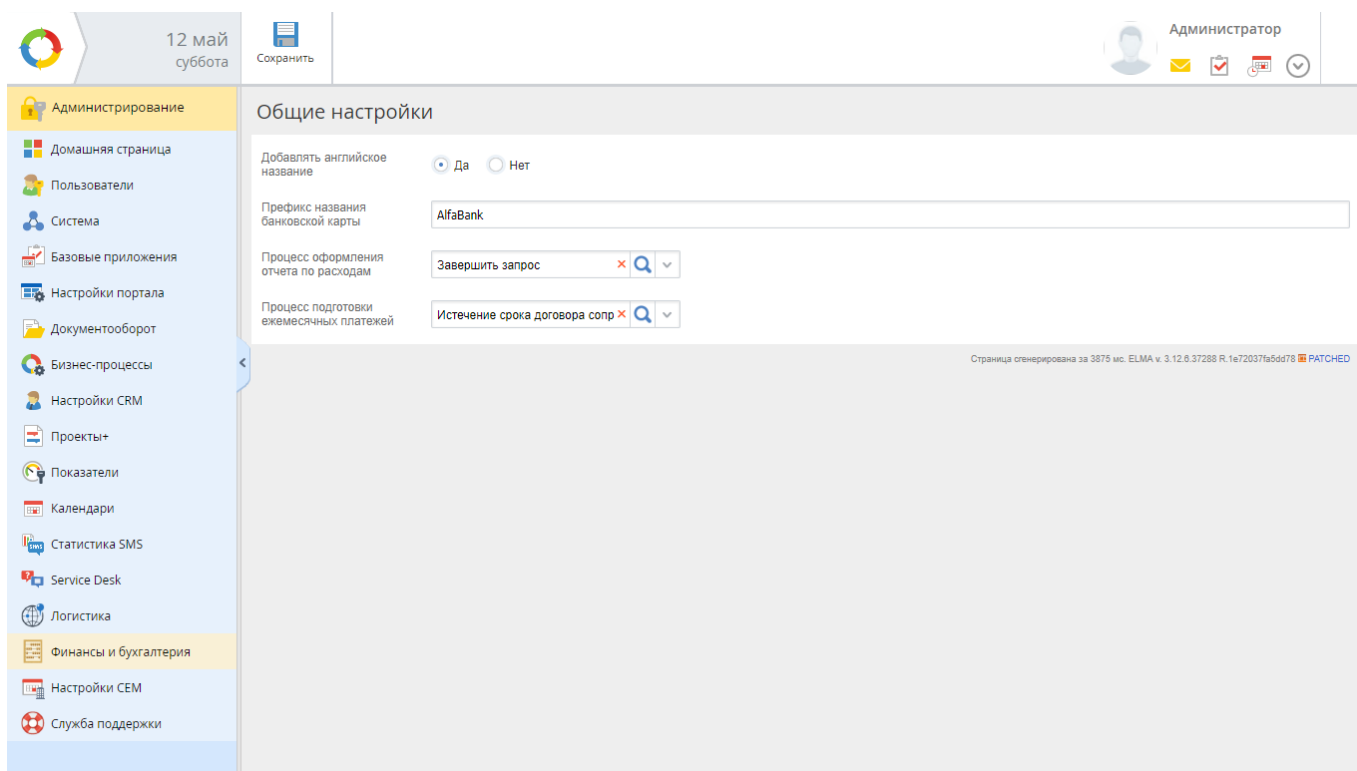 12 май
суббота
Сохранить
Администратор
Администрирование
Домашняя страница
Пользователи
Система
Базовые приложения
Настройки портала
Документооборот
Бизнес-процессы
Настройки CRM
Проекты+
Показатели
Календари
Статистика SMS
Service Desk
Логистика
Финансы и бухгалтерия
Настройки CEM
Служба поддержки
Общие настройки
Добавлять английское
название
Да Нет
Префикс названия
банковской карты
AlfaBank
Процесс оформления
отчета по расходам
Завершить запрос
Процесс подготовки
ежемесячных платежей
Истечение срока договора сопр
Страница сгенерирована за 3875 мс. ELMA v. 3.12.6.37288 R.1e72037fa5dd78 PATCHED